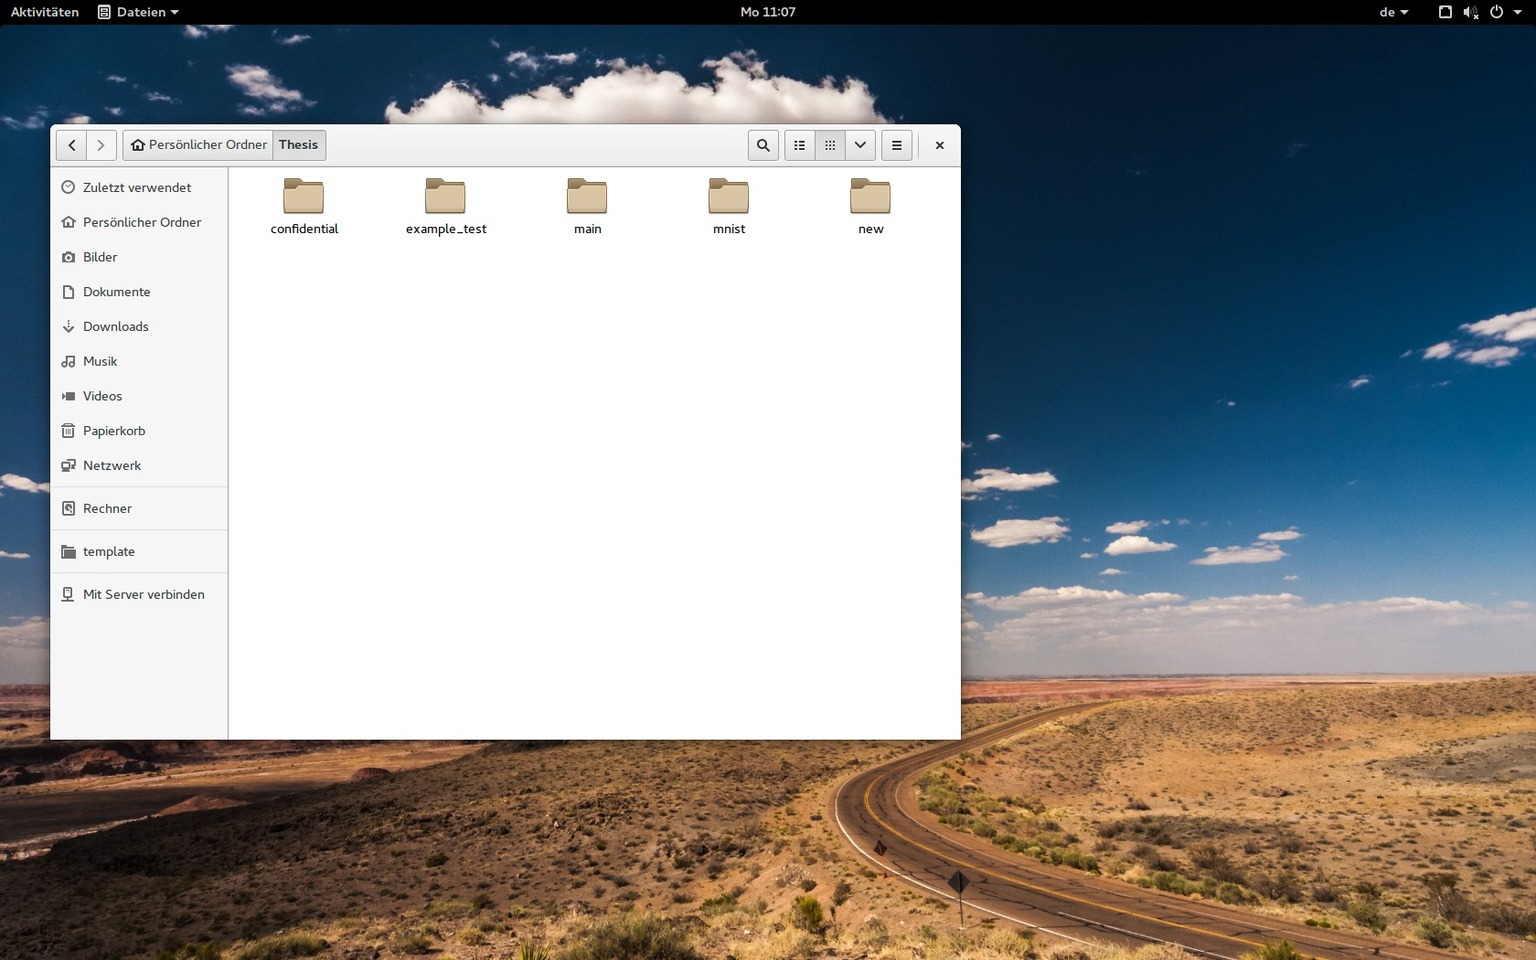 Aktivitäten Dateien Mo 11:07 de
Persönlicher Ordner Thesis
Zuletzt verwendet
Persönlicher Ordner
Bilder
Dokumente
Downloads
Musik
Videos
Papierkorb
Netzwerk
Rechner
template
Mit Server verbinden
confidential example_test main mnist new